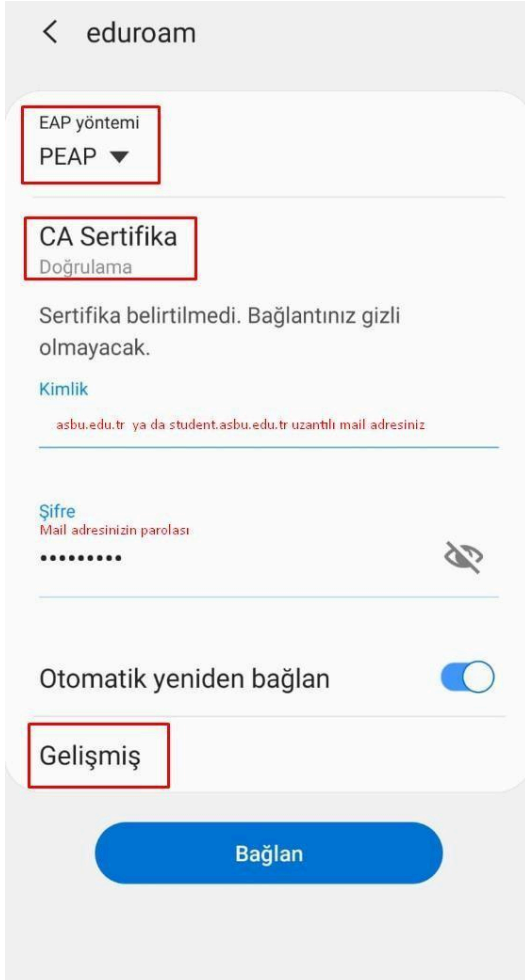 eduroam
EAP yöntemi
PEAP
CA Sertifika
Doğrulama
Sertifika belirtilmedi. Bağlantınız gizli
olmayacak.
Kimlik
asbu.edu.tr ya da student.asbu.edu.tr uzantılı mail adresiniz
Şifre
Mail adresinizin parolası
•••••••••
Otomatik yeniden bağlan
Gelişmiş
Bağlan